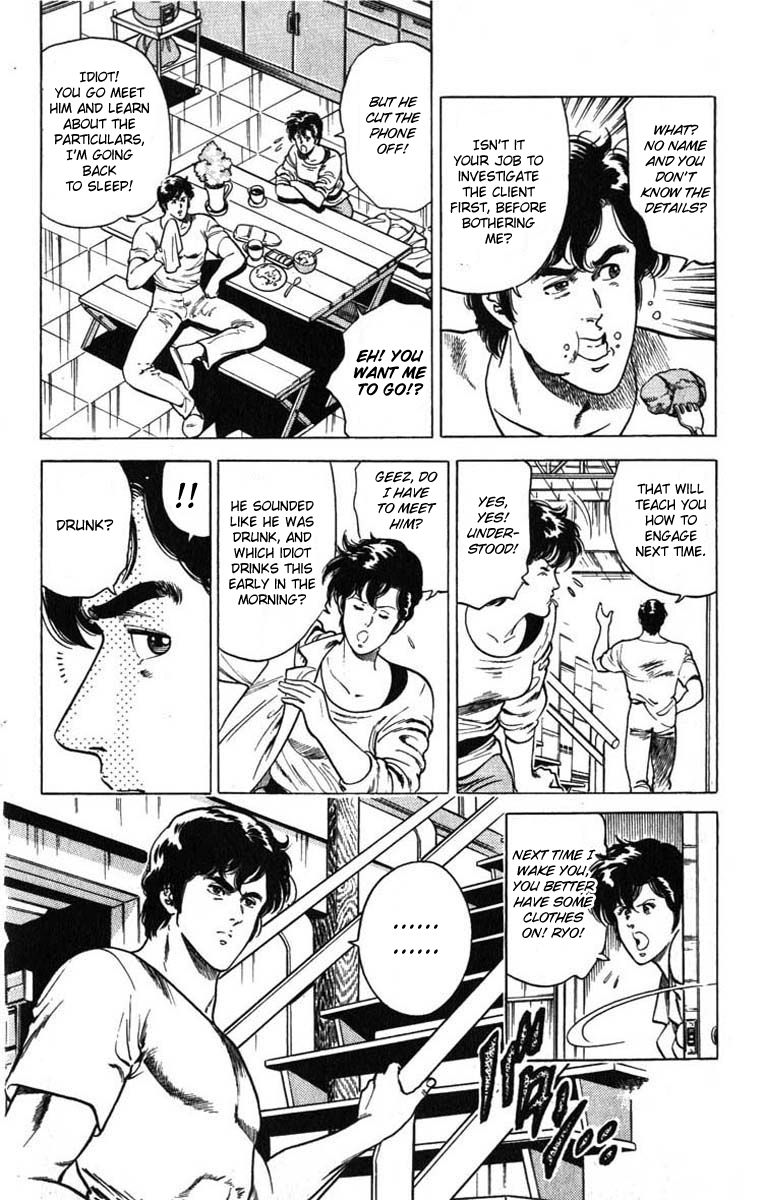 WHAT?
NO NAME
AND YOU
DON'T
KNOW THE
DETAILS?
ISN'T IT
YOUR JOB TO
INVESTIGATE
THE CLIENT
FIRST, BEFORE
BOTHERING
ME?
BUT HE
CUT THE
PHONE
OFF!
IDIOT!
YOU GO MEET
HIM AND LEARN
ABOUT THE
PARTICULARS,
I'M GOING
BACK
TO SLEEP!
EH! YOU
WANT ME
TO GO!?
THAT WILL
TEACH YOU
HOW TO
ENGAGE
NEXT TIME.
YES,
YES!
UNDER-
STOOD!
GEEZ, DO
I HAVE
TO MEET
HIM?
HE SOUNDED
LIKE HE WAS
DRUNK, AND
WHICH IDIOT
DRINKS THIS
EARLY IN THE
MORNING?
!!
DRUNK?
NEXT TIME I
WAKE YOU,
YOU BETTER
HAVE SOME
CLOTHES
ON! RYO!
......
......